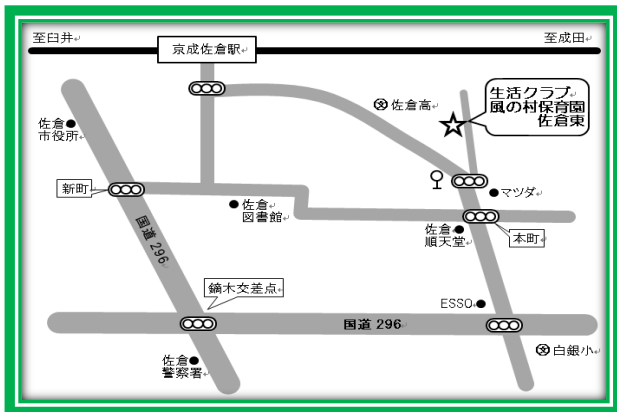 至臼井
京成佐倉駅
至成田
生活クラブ
風の村保育園
佐倉東
㊫佐倉高
佐倉
市役所
マツダ
新町
佐倉
図書館
佐倉
順天堂
本町
国道 296
鏑木交差点
ESSO
国道 296
㊫白銀小
佐倉
警察署